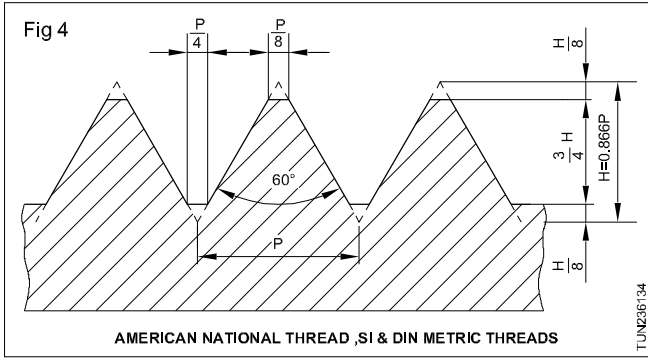 Fig 4
P
4
P
8
H
8
3
4
H
H=0.866P
60°
P
H
8
AMERICAN NATIONAL THREAD ,SI & DIN METRIC THREADS
TUN236134